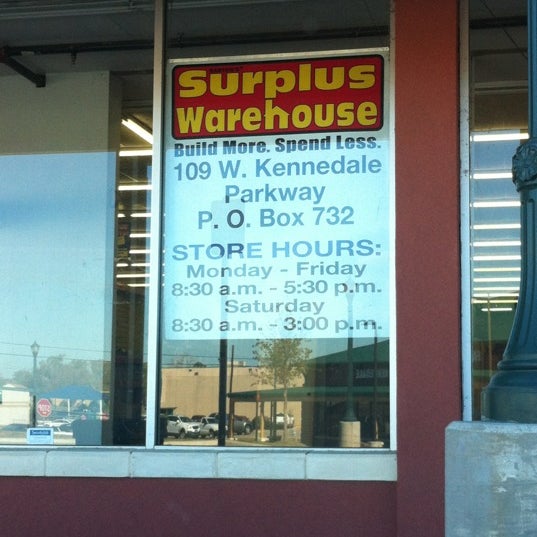 Surplus
Warehouse
Build More. Spend Less.
109 W. Kennedale
Parkway
P. O. Box 732
STORE HOURS:
Monday - Friday
8:30 a.m. - 5:30 p.m.
Saturday
8:30 a.m. - 3:00 p.m.